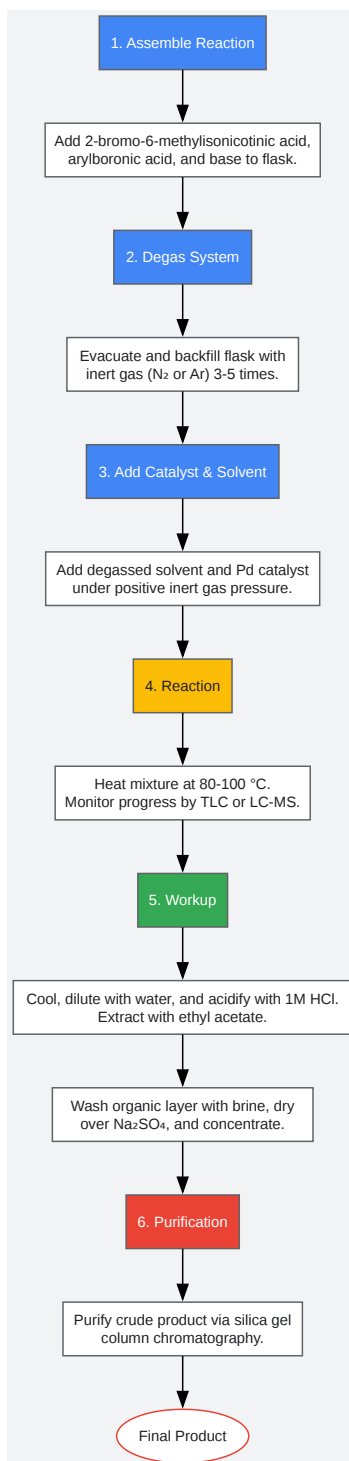 1. Assemble Reaction
Add 2-bromo-6-methylisonicotinic acid,
arylboronic acid, and base to flask.
2. Degas System
Evacuate and backfill flask with
inert gas (N₂ or Ar) 3-5 times.
3. Add Catalyst & Solvent
Add degassed solvent and Pd catalyst
under positive inert gas pressure.
4. Reaction
Heat mixture at 80-100 °C.
Monitor progress by TLC or LC-MS.
5. Workup
Cool, dilute with water, and acidify with 1M HCl.
Extract with ethyl acetate.
Wash organic layer with brine, dry
over Na₂SO₄, and concentrate.
6. Purification
Purify crude product via silica gel
column chromatography.
Final Product